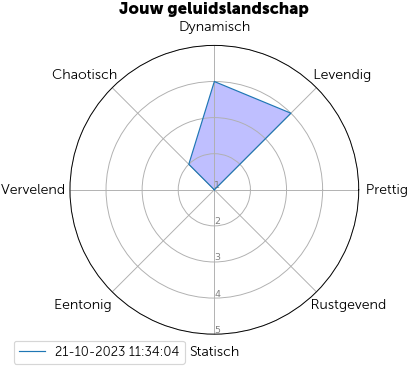 Jouw geluidslandschap
Dynamisch
Chaotisch
Levendig
Vervelend
Prettig
1
2
3
4
5
Eentonig
Rustgevend
Statisch
21-10-2023 11:34:04